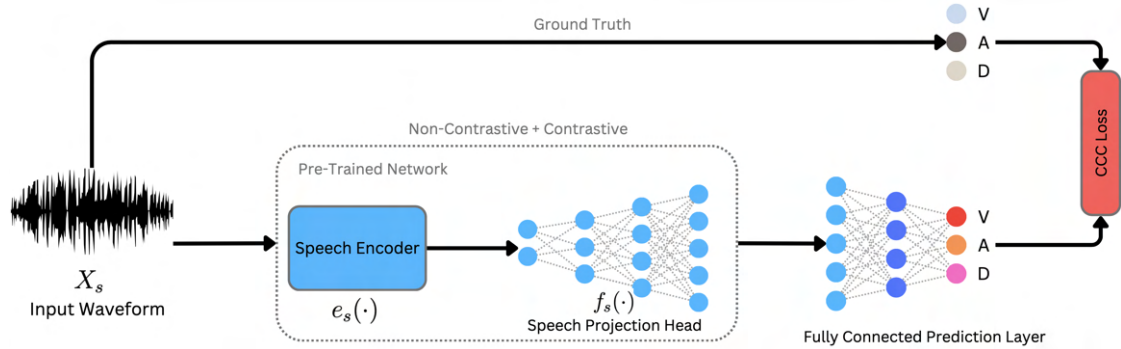 Ground Truth
V
A
D
CCC Loss
Non-Contrastive + Contrastive
Pre-Trained Network
Speech Encoder
e_s(·)
f_s(·)
Speech Projection Head
X_s
Input Waveform
V
A
D
Fully Connected Prediction Layer